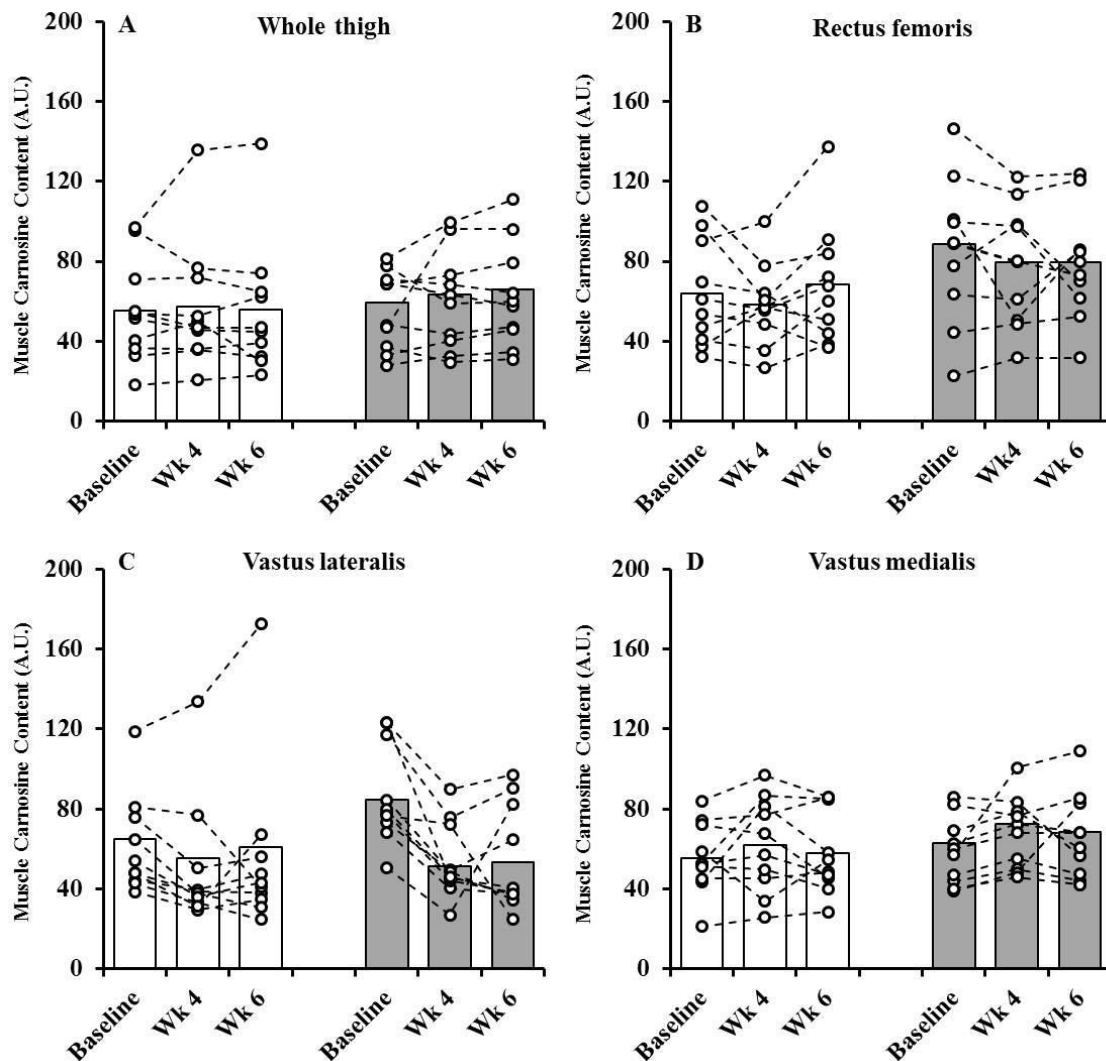 A
Whole thigh
Muscle Carnosine Content (A.U.)
200
160
120
80
40
0
Baseline
Wk 4
Wk 6
Baseline
Wk 4
Wk 6
B
Rectus femoris
Muscle Carnosine Content (A.U.)
200
160
120
80
40
0
Baseline
Wk 4
Wk 6
Baseline
Wk4
Wk 6
C
Vastus lateralis
Muscle Carnosine Content (A.U.)
200
160
120
80
40
0
Baseline
Wk 4
Wk 6
Baseline
Wk 4
Wk 6
D
Vastus medialis
Muscle Carnosine Content (A.U.)
200
160
120
80
40
0
Baseline
Wk 4
Wk 6
Baseline
Wk 4
Wk 6